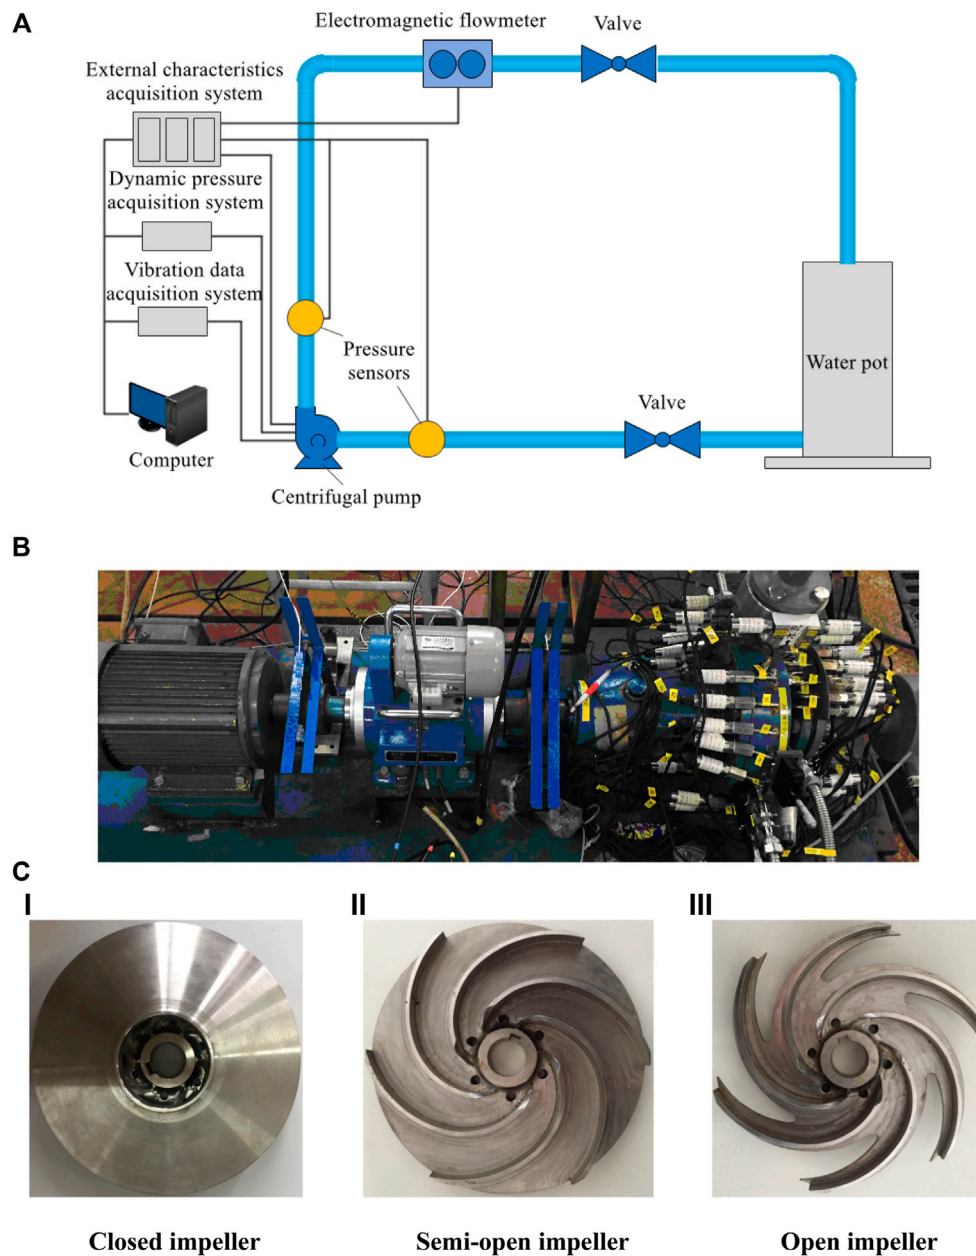 A
Electromagnetic flowmeter
Valve
External characteristics
acquisition system
Dynamic pressure
acquisition system
Vibration data
acquisition system
Pressure
sensors
Water pot
Valve
Computer
Centrifugal pump
B
C
I
II
III
Closed impeller
Semi-open impeller
Open impeller